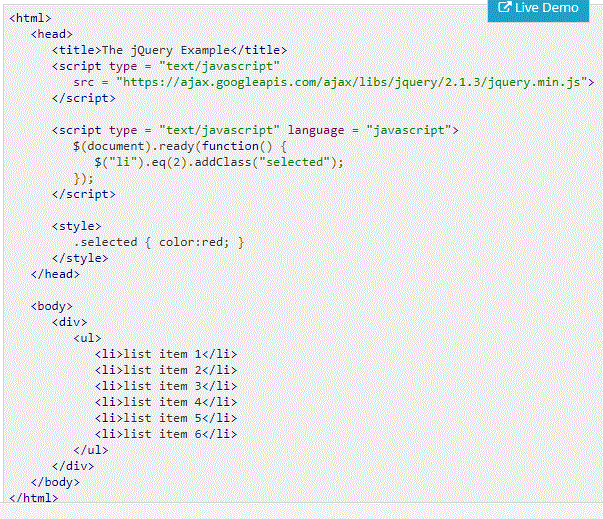 Live Demo
<html>
   <head>
      <title>The jQuery Example</title>
      <script type = "text/javascript"
         src = "https://ajax.googleapis.com/ajax/libs/jquery/2.1.3/jquery.min.js">
      </script>

      <script type = "text/javascript" language = "javascript">
         $(document).ready(function() {
            $("li").eq(2).addClass("selected");
         });
      </script>

      <style>
         .selected { color:red; }
      </style>
   </head>

   <body>
      <div>
         <ul>
            <li>list item 1</li>
            <li>list item 2</li>
            <li>list item 3</li>
            <li>list item 4</li>
            <li>list item 5</li>
            <li>list item 6</li>
         </ul>
      </div>
   </body>
</html>